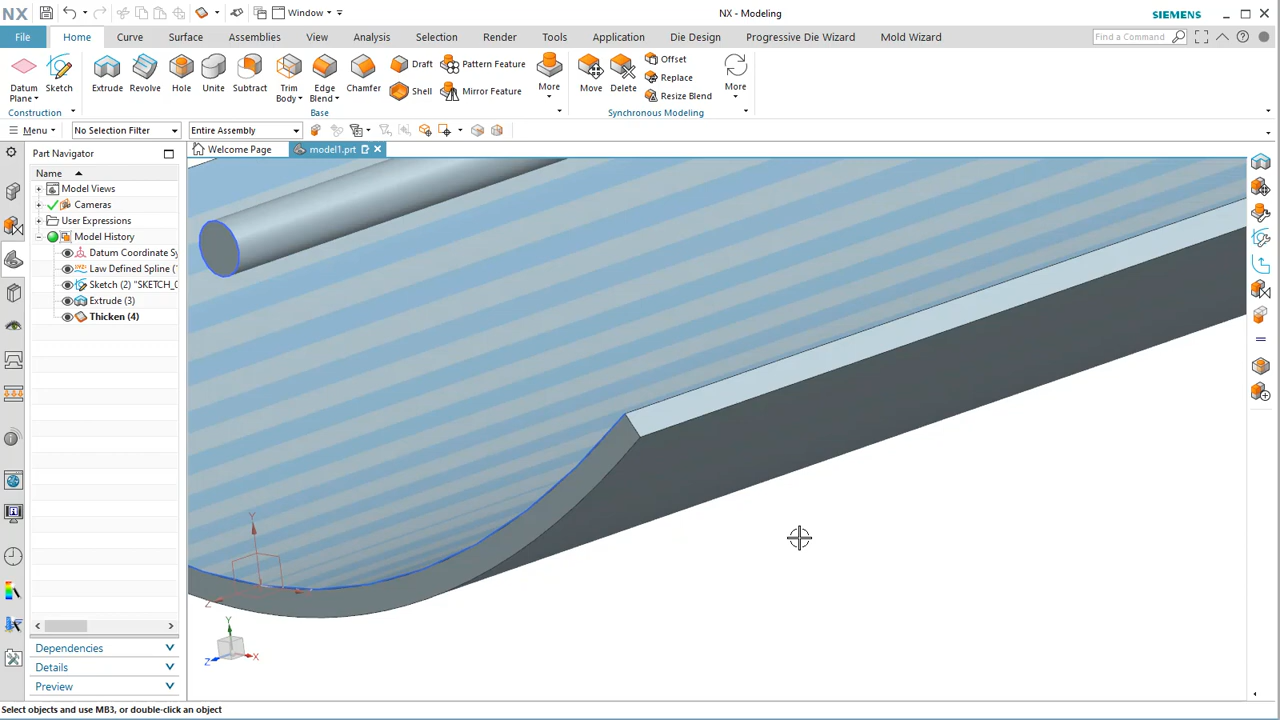 NX
Window
NX - Modeling
SIEMENS
File
Home
Curve
Surface
Assemblies
View
Analysis
Selection
Render
Tools
Application
Die Design
Progressive Die Wizard
Mold Wizard
Find a Command
Datum Plane
Sketch
Extrude
Revolve
Hole
Unite
Subtract
Trim Body
Edge Blend
Chamfer
Draft
Shell
Pattern Feature
Mirror Feature
More
Move
Delete
Offset
Replace
Resize Blend
More
Construction
Base
Synchronous Modeling
Menu
No Selection Filter
Entire Assembly
Welcome Page
model1.prt
Part Navigator
Name
Model Views
Cameras
User Expressions
Model History
Datum Coordinate Sy
Law Defined Spline (
Sketch (2) "SKETCH_0
Extrude (3)
Thicken (4)
Y
Z
Y
Z
X
Dependencies
Details
Preview
Select objects and use MB3, or double-click an object